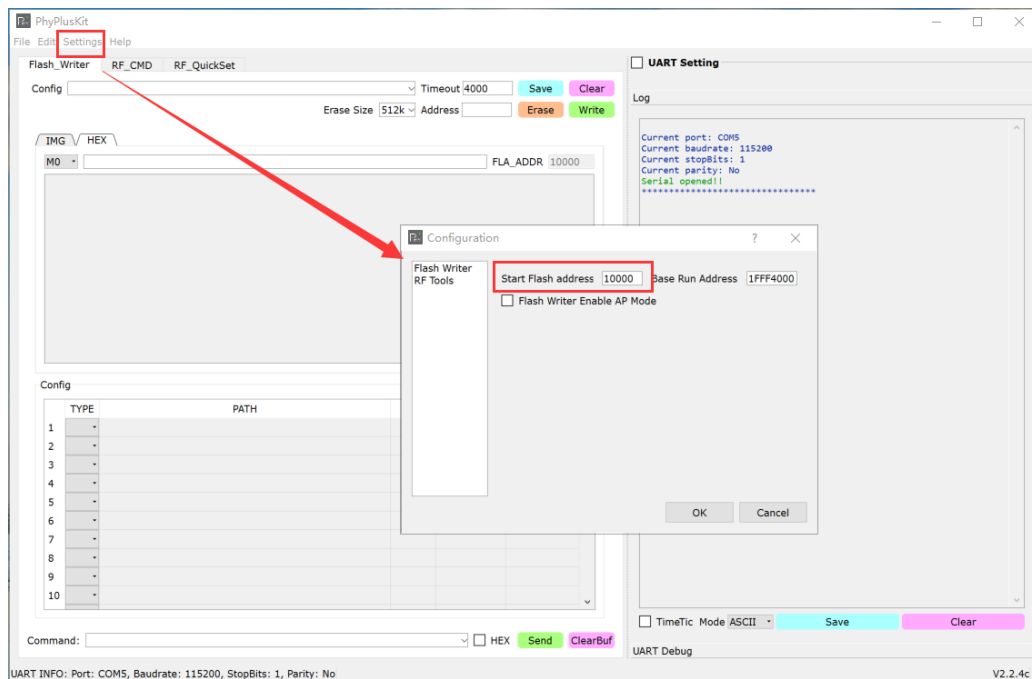 PhyPlusKit
File Edit Settings Help
Flash_Writer RF_CMD RF_QuickSet
Config Timeout 4000 Save Clear
Erase Size 512k Address Erase Write
IMG HEX
M0 FLA_ADDR 10000
Config
TYPE PATH
1
2
3
4
5
6
7
8
9
10
Command: HEX Send ClearBuf
UART INFO: Port: COM5, Baudrate: 115200, StopBits: 1, Parity: No
UART Setting
Log
Current port: COM5
Current baudrate: 115200
Current stopBits: 1
Current parity: No
Serial opened!!
********************************
Configuration ?
Flash Writer
RF Tools
Start Flash address 10000 Base Run Address 1FFF4000
Flash Writer Enable AP Mode
OK Cancel
TimeTic Mode ASCII Save Clear
UART Debug
V2.2.4c